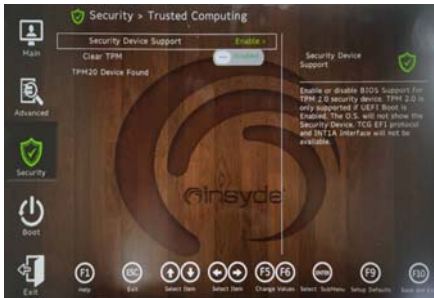 Security > Trusted Computing
Main
Security Device Support
Enable >
Clear TPM
TPM20 Device Found
Security Device
Support
Enable or disable BIOS Support for
TPM 2.0 security device. TPM 2.0 is
only supported if UEFI Boot is
Enabled. The O.S. will not show the
Security Device. TCG EFI protocol
and INT1A Interface will not be
available.
Advanced
Security
insyde
Boot
Exit
F1
Help
ESC
Exit
Select Item
Select Item
F5 F6
Change Values
ENTER
Select SubMenu
F9
Setup Defaults
F10
Save and Exit